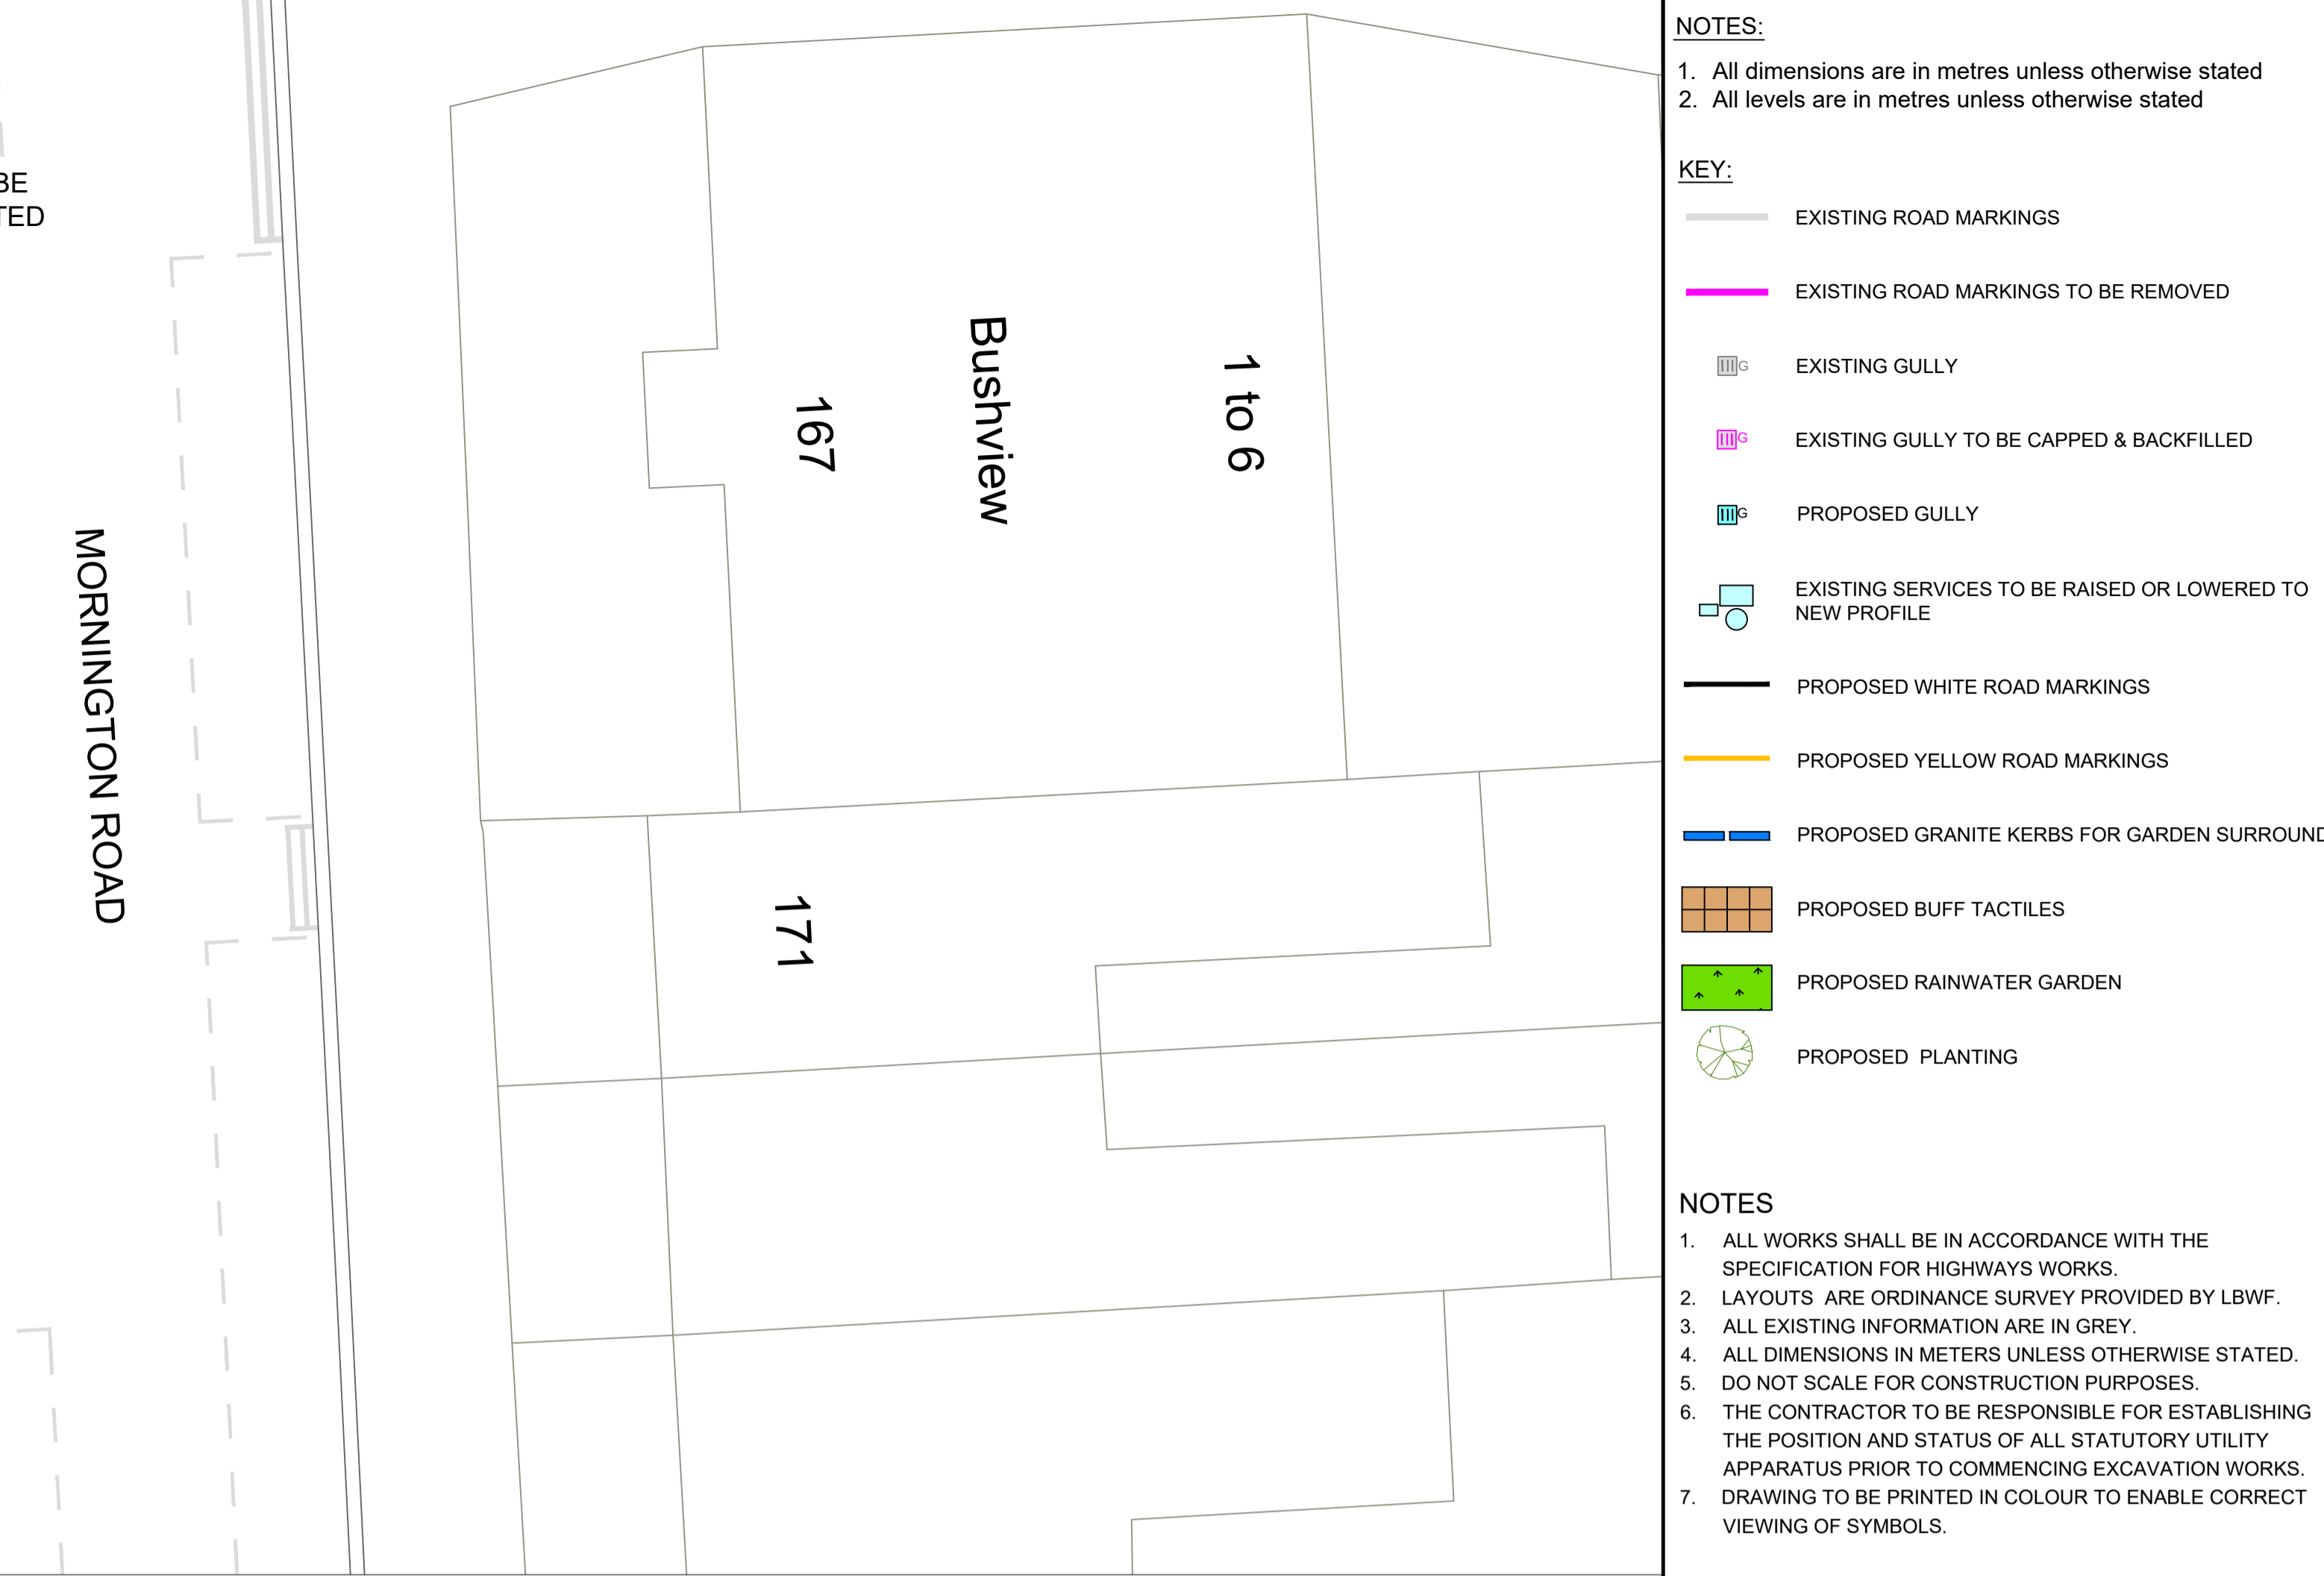 BE
TED
MORNINGTON ROAD
167
Bushview
1 to 6
171
NOTES:
1. All dimensions are in metres unless otherwise stated
2. All levels are in metres unless otherwise stated
KEY:
EXISTING ROAD MARKINGS
EXISTING ROAD MARKINGS TO BE REMOVED
G EXISTING GULLY
G EXISTING GULLY TO BE CAPPED & BACKFILLED
G PROPOSED GULLY
EXISTING SERVICES TO BE RAISED OR LOWERED TO
NEW PROFILE
PROPOSED WHITE ROAD MARKINGS
PROPOSED YELLOW ROAD MARKINGS
PROPOSED GRANITE KERBS FOR GARDEN SURROUND
PROPOSED BUFF TACTILES
PROPOSED RAINWATER GARDEN
PROPOSED PLANTING
NOTES
1. ALL WORKS SHALL BE IN ACCORDANCE WITH THE
SPECIFICATION FOR HIGHWAYS WORKS.
2. LAYOUTS ARE ORDINANCE SURVEY PROVIDED BY LBWF.
3. ALL EXISTING INFORMATION ARE IN GREY.
4. ALL DIMENSIONS IN METERS UNLESS OTHERWISE STATED.
5. DO NOT SCALE FOR CONSTRUCTION PURPOSES.
6. THE CONTRACTOR TO BE RESPONSIBLE FOR ESTABLISHING
THE POSITION AND STATUS OF ALL STATUTORY UTILITY
APPARATUS PRIOR TO COMMENCING EXCAVATION WORKS.
7. DRAWING TO BE PRINTED IN COLOUR TO ENABLE CORRECT
VIEWING OF SYMBOLS.